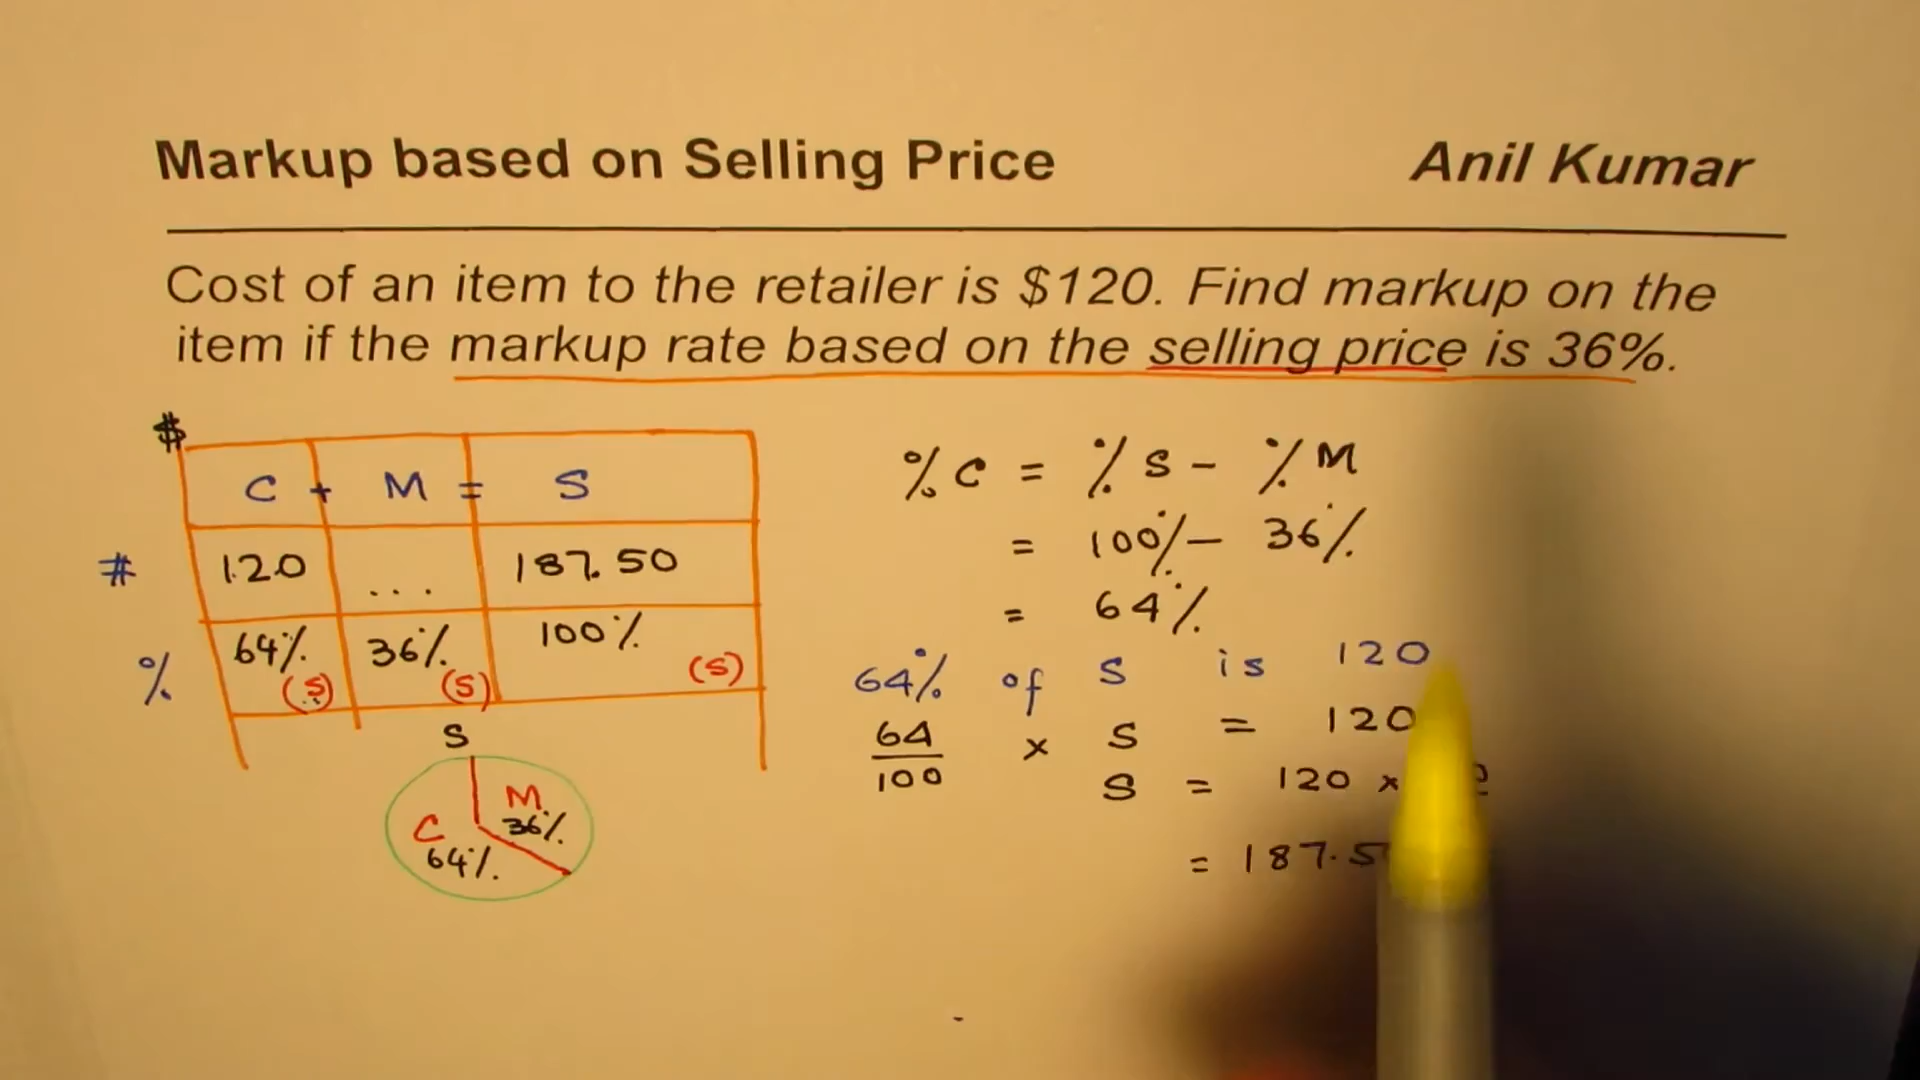 Markup based on Selling Price Anil Kumar
Cost of an item to the retailer is $120. Find markup on the
item if the markup rate based on the selling price is 36%.
$
C + M = S
# 120 ... 187.50
% 64% (S) 36% (S) 100% (S)
S
M
36%
C
64%
%C = %S - %M
= 100% - 36%
= 64%
64% of S is 120
64/100 × S = 120
S = 120 ×
= 187.5